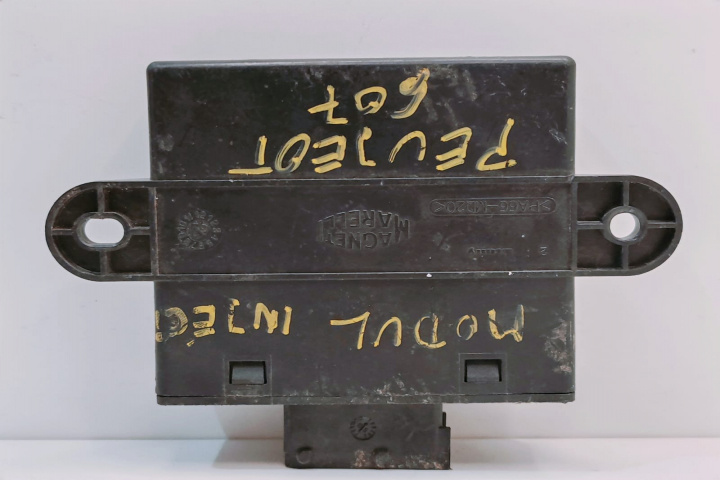 MODUL INJEC
MAGNETI
MARELLI
PEUJEOT
607